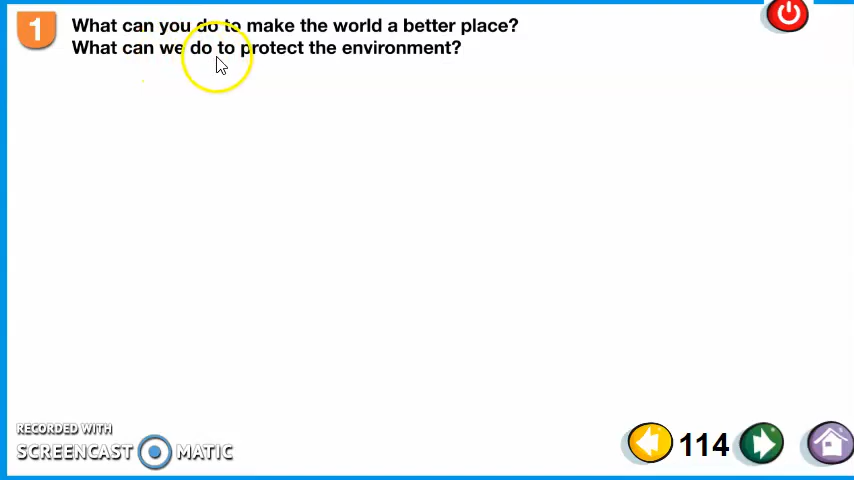 1
What can you do to make the world a better place?
What can we do to protect the environment?
RECORDED WITH
SCREENCAST MATIC
114